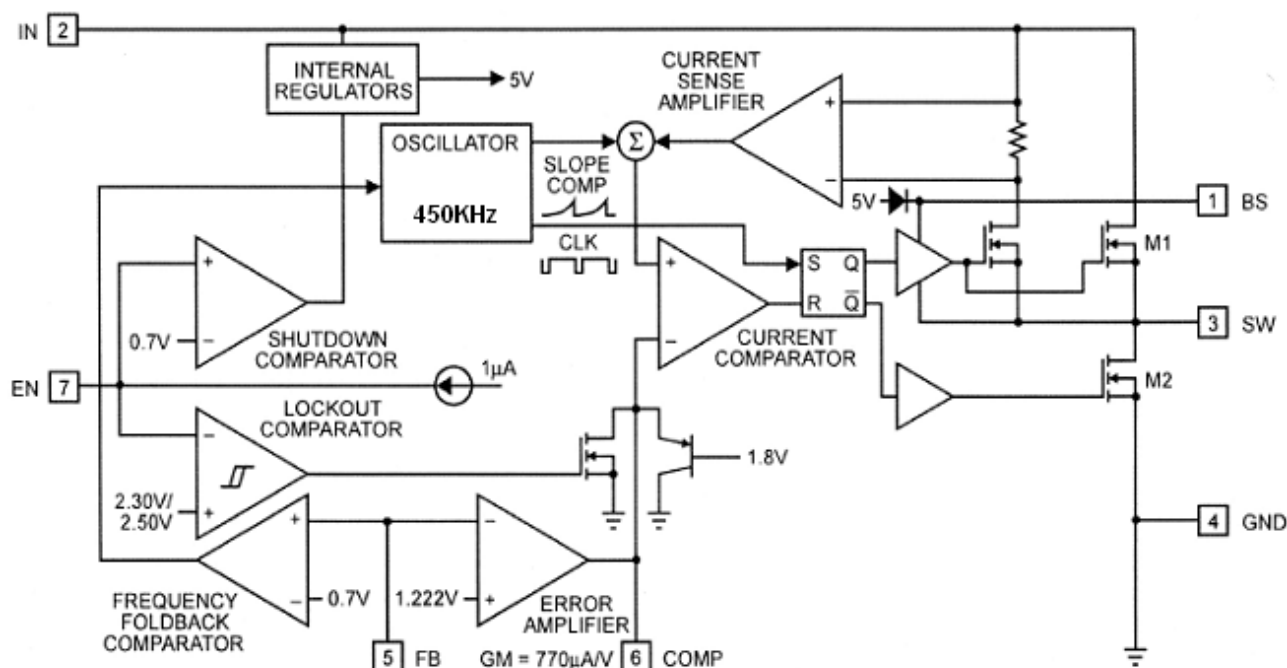 IN 2
INTERNAL
REGULATORS
5V
CURRENT
SENSE
AMPLIFIER
+
−
OSCILLATOR
450KHz
Σ
SLOPE
COMP
CLK
5V
1 BS
M1
+
−
0.7V
SHUTDOWN
COMPARATOR
+
−
CURRENT
COMPARATOR
S Q
R Q̅
3 SW
M2
EN 7
1μA
LOCKOUT
COMPARATOR
−
+
2.30V/
2.50V
1.8V
4 GND
+
−
0.7V
FREQUENCY
FOLDBACK
COMPARATOR
−
+
1.222V
ERROR
AMPLIFIER
5 FB
GM = 770μA/V
6 COMP